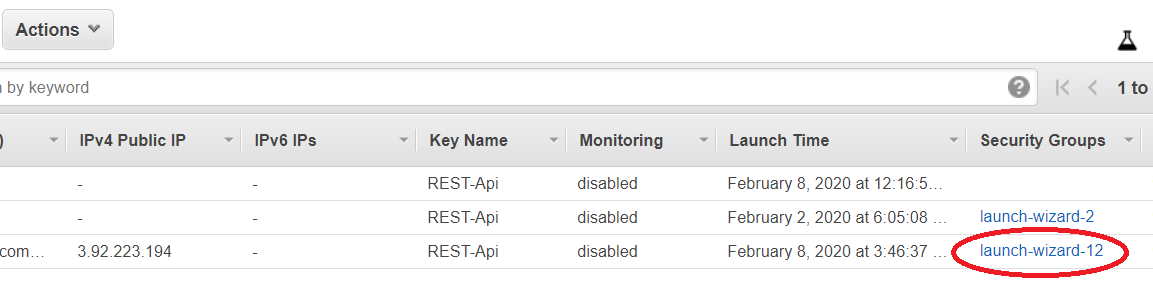 Actions
by keyword
1 to
) IPv4 Public IP IPv6 IPs Key Name Monitoring Launch Time Security Groups
- - REST-Api disabled February 8, 2020 at 12:16:5…
- - REST-Api disabled February 2, 2020 at 6:05:08 … launch-wizard-2
com… 3.92.223.194 - REST-Api disabled February 8, 2020 at 3:46:37 … launch-wizard-12